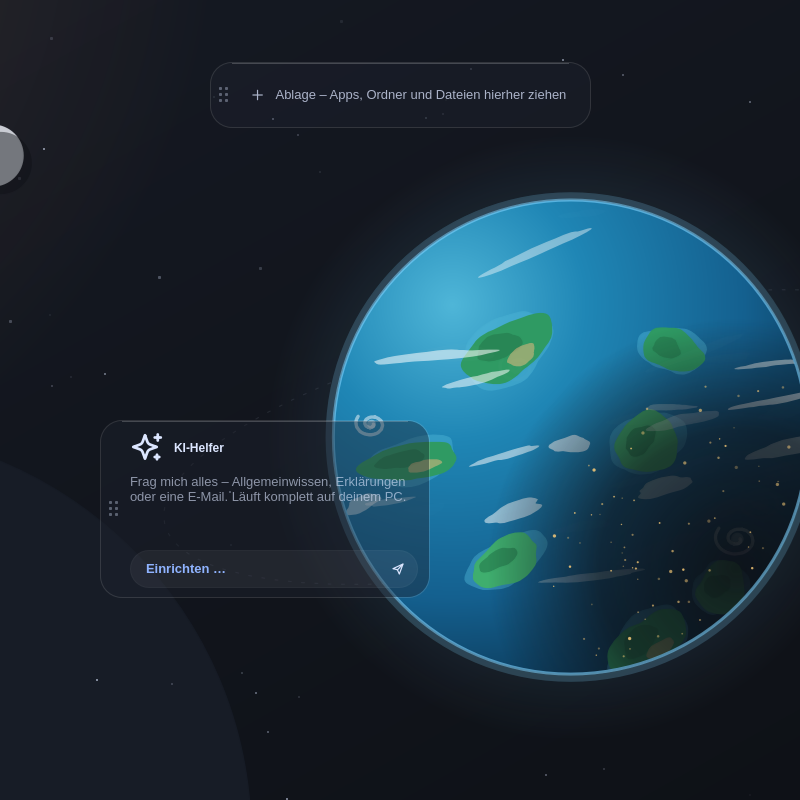 Ablage – Apps, Ordner und Dateien hierher ziehen
KI-Helfer
Frag mich alles – Allgemeinwissen, Erklärungen
oder eine E-Mail. Läuft komplett auf deinem PC.
Einrichten …